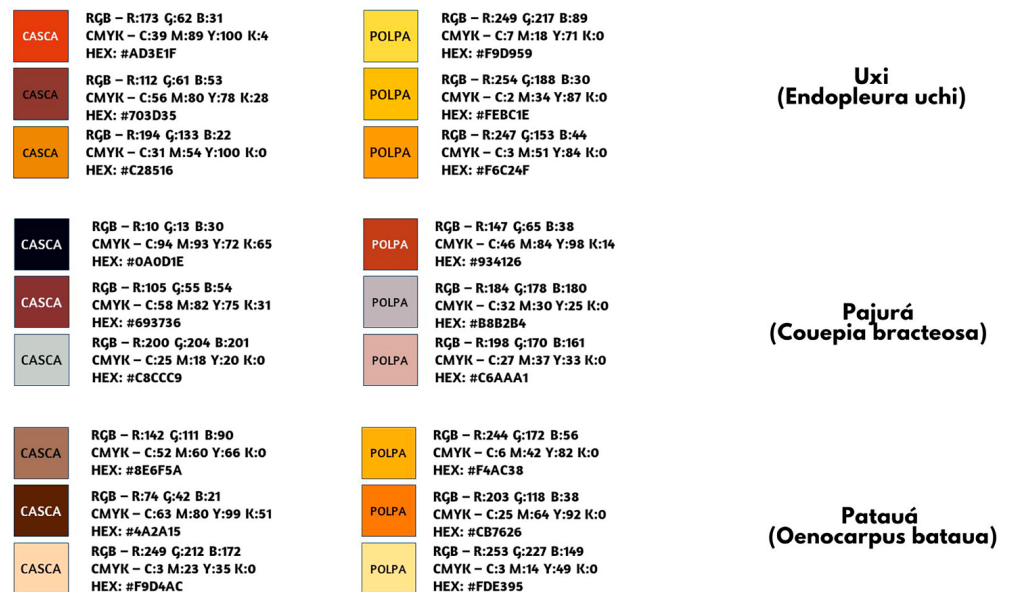 CASCA
RGB – R:173 G:62 B:31
CMYK – C:39 M:89 Y:100 K:4
HEX: #AD3E1F
CASCA
RGB – R:112 G:61 B:53
CMYK – C:56 M:80 Y:78 K:28
HEX: #703D35
CASCA
RGB – R:194 G:133 B:22
CMYK – C:31 M:54 Y:100 K:0
HEX: #C28516
POLPA
RGB – R:249 G:217 B:89
CMYK – C:7 M:18 Y:71 K:0
HEX: #F9D959
POLPA
RGB – R:254 G:188 B:30
CMYK – C:2 M:34 Y:87 K:0
HEX: #FEBC1E
POLPA
RGB – R:247 G:153 B:44
CMYK – C:3 M:51 Y:84 K:0
HEX: #F6C24F
Uxi
(Endopleura uchi)
CASCA
RGB – R:10 G:13 B:30
CMYK – C:94 M:93 Y:72 K:65
HEX: #0A0D1E
CASCA
RGB – R:105 G:55 B:54
CMYK – C:58 M:82 Y:75 K:31
HEX: #693736
CASCA
RGB – R:200 G:204 B:201
CMYK – C:25 M:18 Y:20 K:0
HEX: #C8CCC9
POLPA
RGB – R:147 G:65 B:38
CMYK – C:46 M:84 Y:98 K:14
HEX: #934126
POLPA
RGB – R:184 G:178 B:180
CMYK – C:32 M:30 Y:25 K:0
HEX: #B8B2B4
POLPA
RGB – R:198 G:170 B:161
CMYK – C:27 M:37 Y:33 K:0
HEX: #C6AAA1
Pajurá
(Couepia bracteosa)
CASCA
RGB – R:142 G:111 B:90
CMYK – C:52 M:60 Y:66 K:0
HEX: #8E6F5A
CASCA
RGB – R:74 G:42 B:21
CMYK – C:63 M:80 Y:99 K:51
HEX: #4A2A15
CASCA
RGB – R:249 G:212 B:172
CMYK – C:3 M:23 Y:35 K:0
HEX: #F9D4AC
POLPA
RGB – R:244 G:172 B:56
CMYK – C:6 M:42 Y:82 K:0
HEX: #F4AC38
POLPA
RGB – R:203 G:118 B:38
CMYK – C:25 M:64 Y:92 K:0
HEX: #CB7626
POLPA
RGB – R:253 G:227 B:149
CMYK – C:3 M:14 Y:49 K:0
HEX: #FDE395
Patauá
(Oenocarpus bataua)